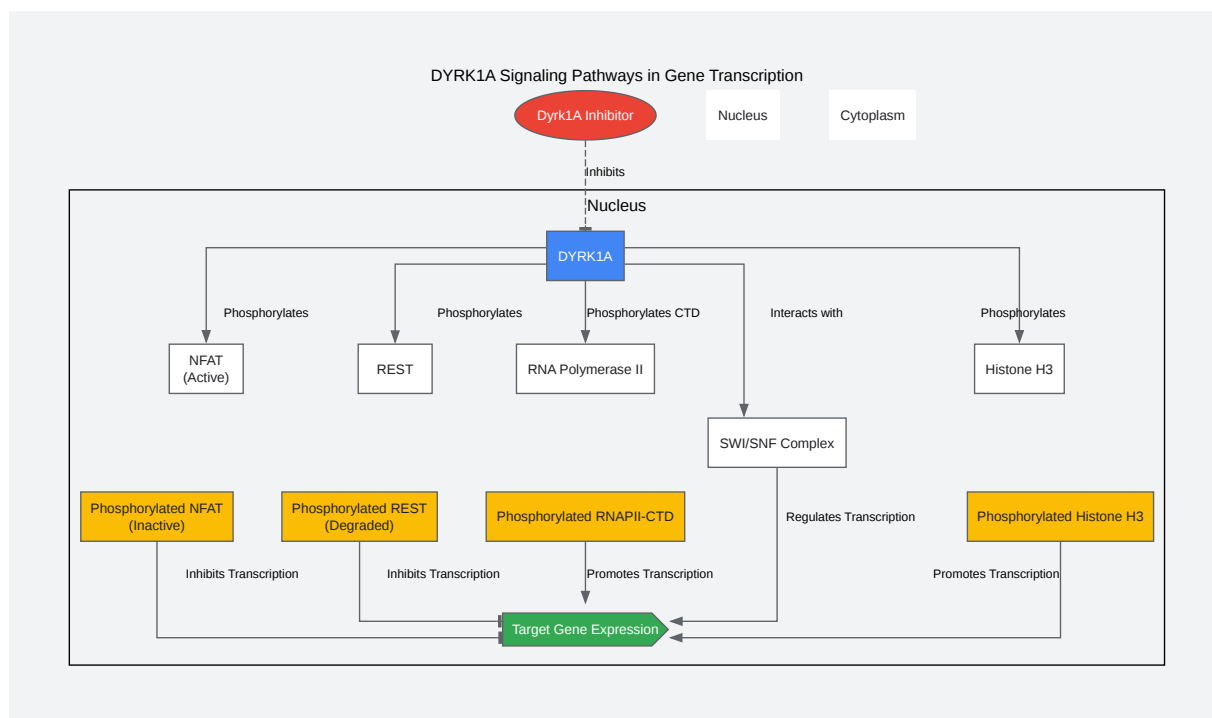 DYRK1A Signaling Pathways in Gene Transcription
Dyrk1A Inhibitor
Nucleus
Cytoplasm
Inhibits
Nucleus
DYRK1A
Phosphorylates
Phosphorylates
Phosphorylates CTD
Interacts with
Phosphorylates
NFAT
(Active)
REST
RNA Polymerase II
Histone H3
SWI/SNF Complex
Phosphorylated NFAT
(Inactive)
Phosphorylated REST
(Degraded)
Phosphorylated RNAPII-CTD
Regulates Transcription
Phosphorylated Histone H3
Inhibits Transcription
Inhibits Transcription
Promotes Transcription
Promotes Transcription
Target Gene Expression